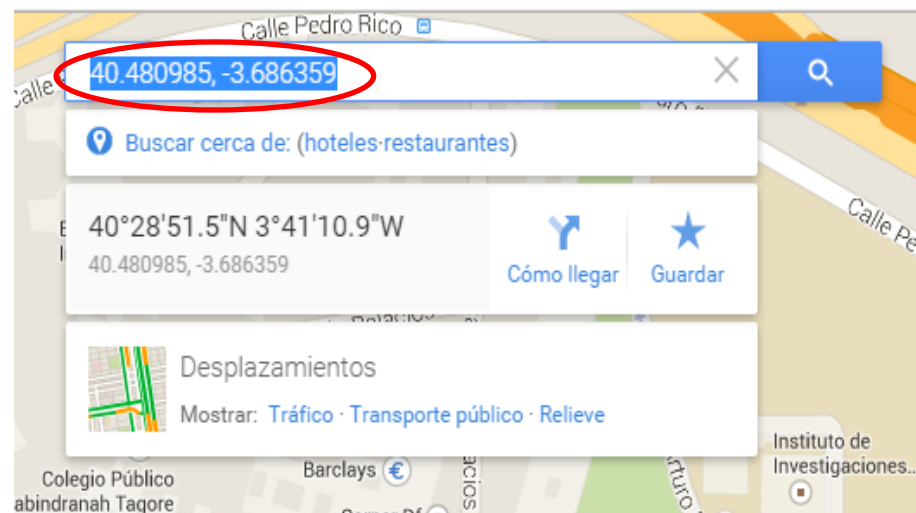 Calle Pedro Rico
Calle
40.480985, -3.686359
Buscar cerca de: (hoteles·restaurantes)
40°28'51.5"N 3°41'10.9"W
40.480985, -3.686359
Cómo llegar
Guardar
Calle Pe
Desplazamientos
Mostrar: Tráfico · Transporte público · Relieve
Instituto de
Investigaciones...
Barclays €
Colegio Público
abindranah Tagore
acios
Arturo